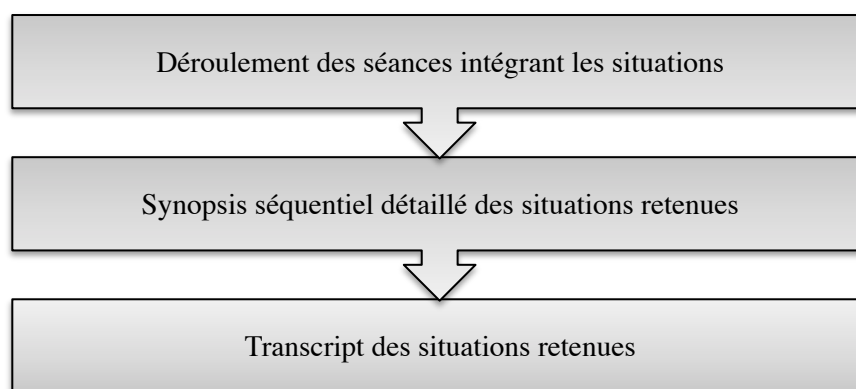 Déroulement des séances intégrant les situations
Synopsis séquentiel détaillé des situations retenues
Transcript des situations retenues